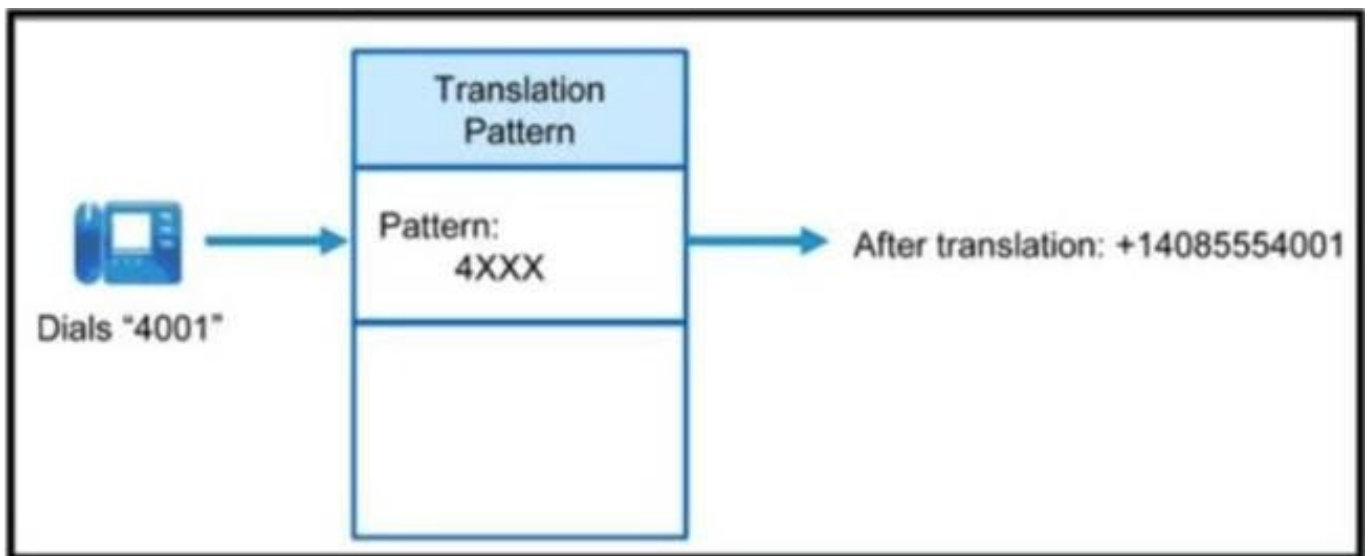 Translation
Pattern
Pattern:
4XXX
After translation: +14085554001
Dials “4001”